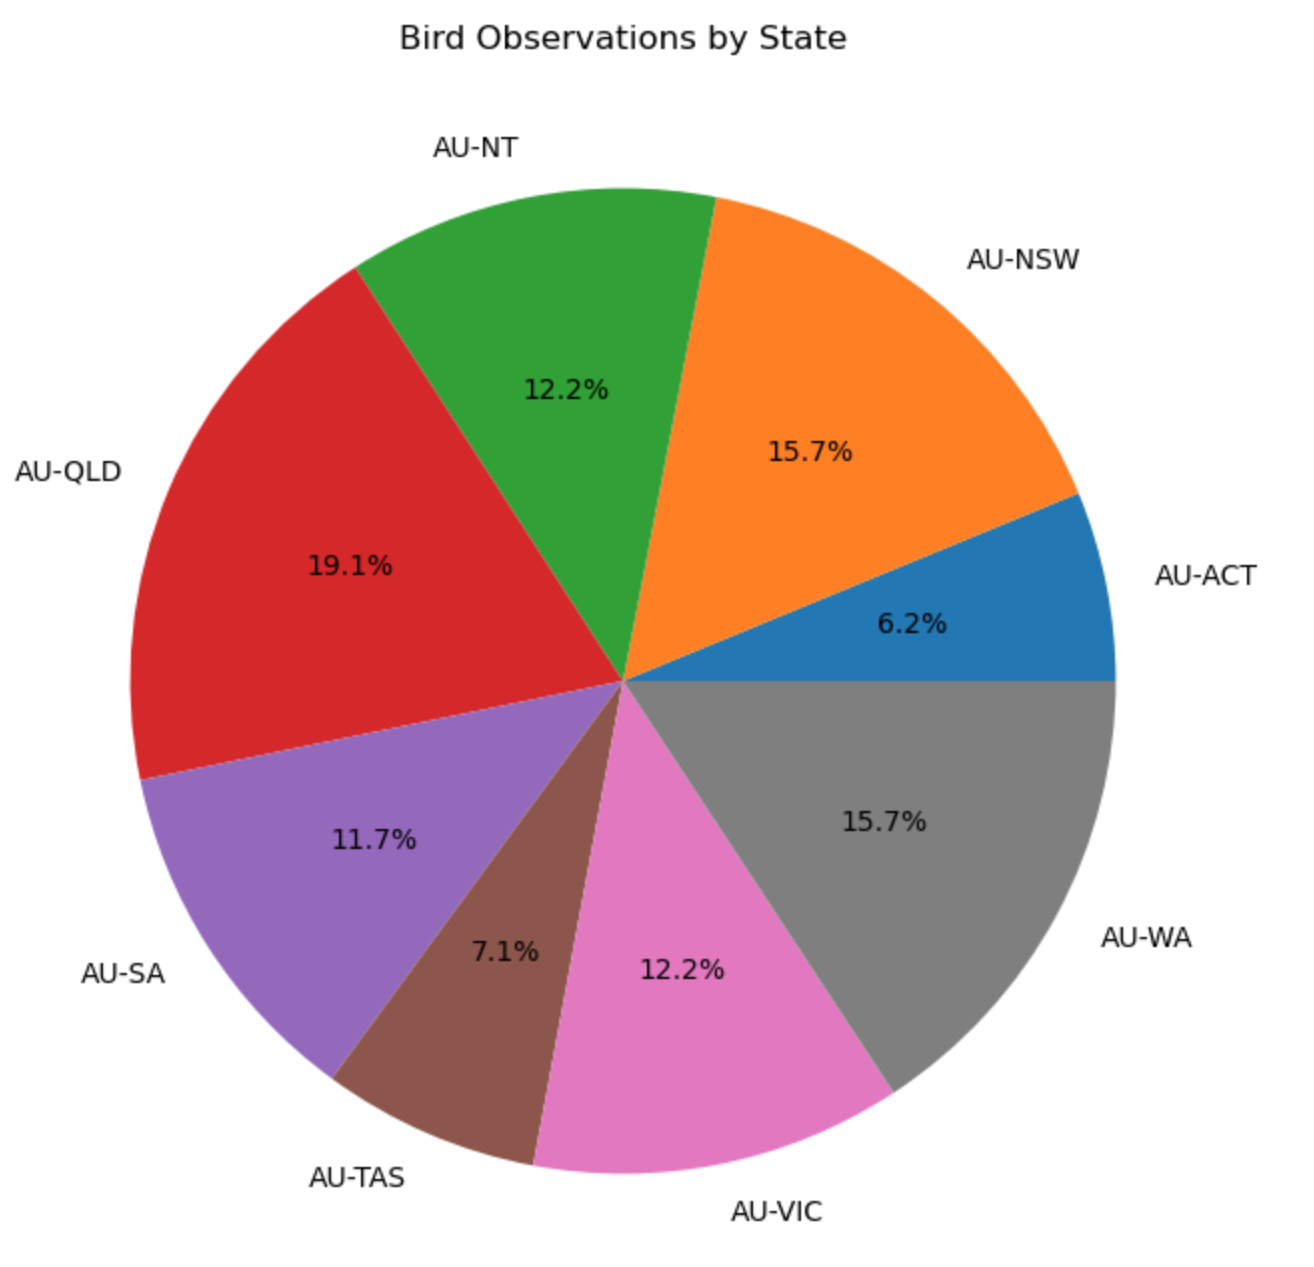 Bird Observations by State
AU-NT
AU-NSW
12.2%
15.7%
AU-QLD
19.1%
AU-ACT
6.2%
15.7%
11.7%
AU-WA
7.1%
12.2%
AU-SA
AU-TAS
AU-VIC